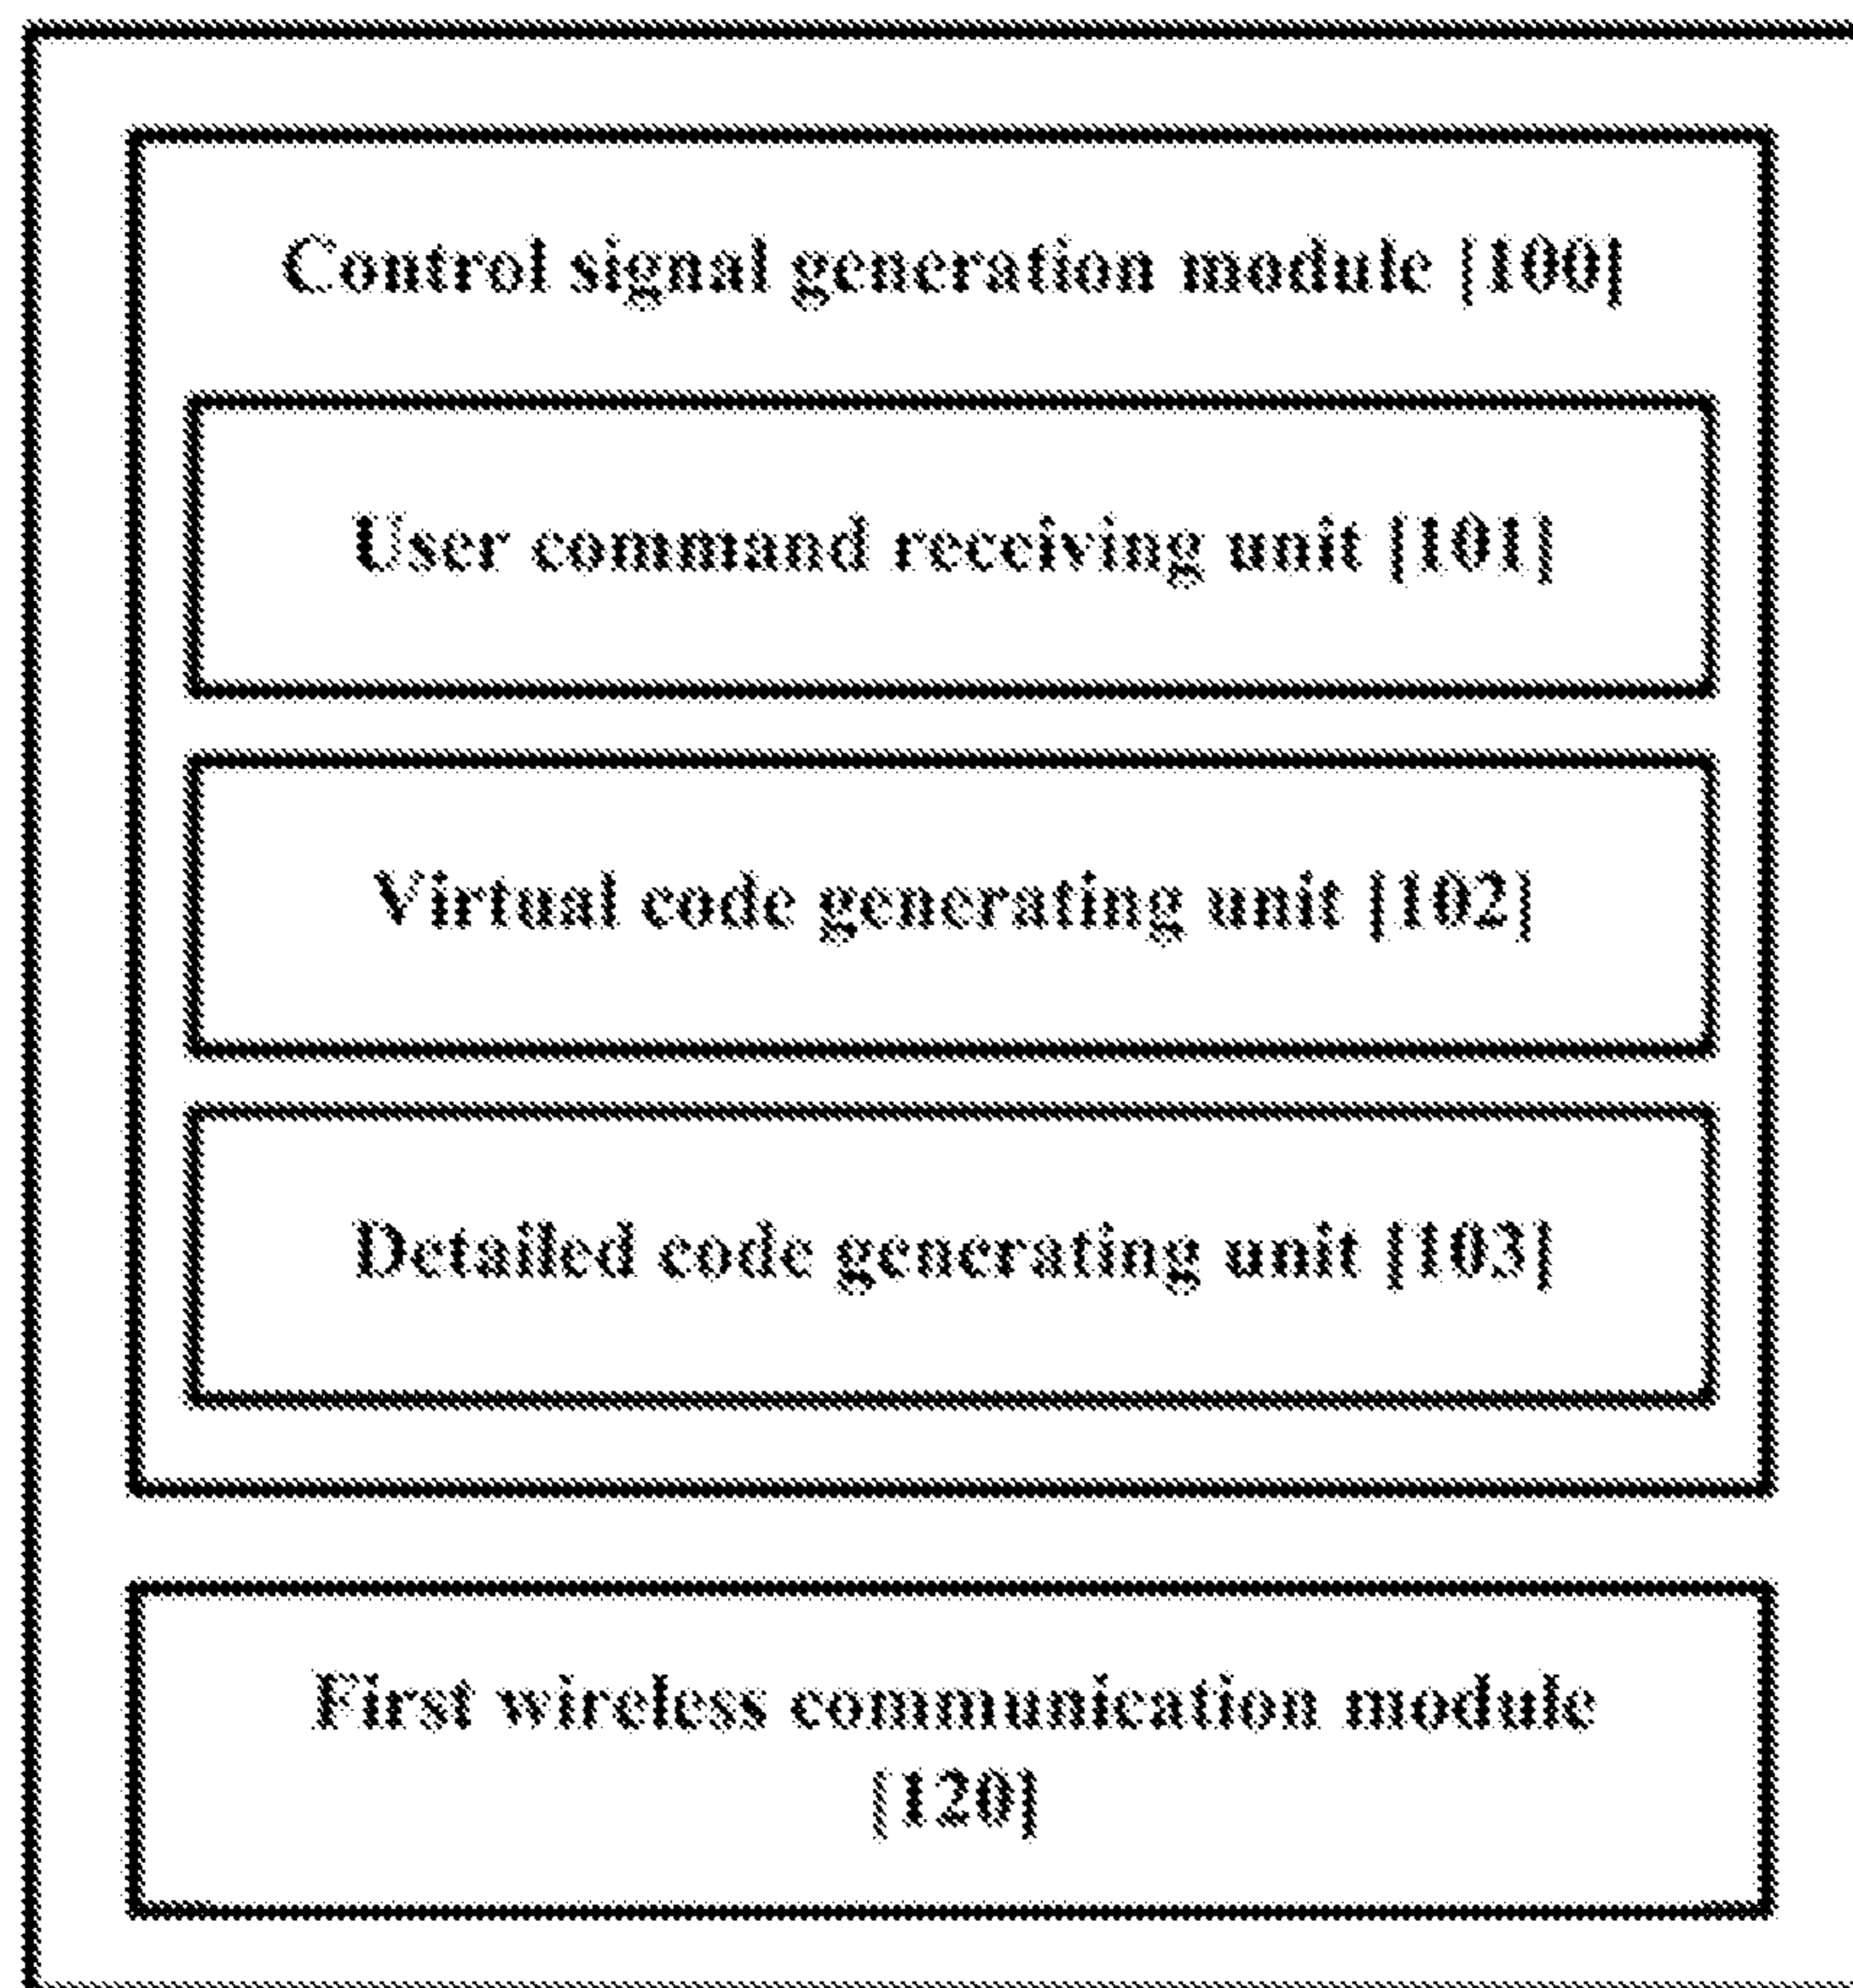 Control signal generation module [100]
User command receiving unit [101]
Virtual code generating unit [102]
Detailed code generating unit [103]
First wireless communication module
[120]